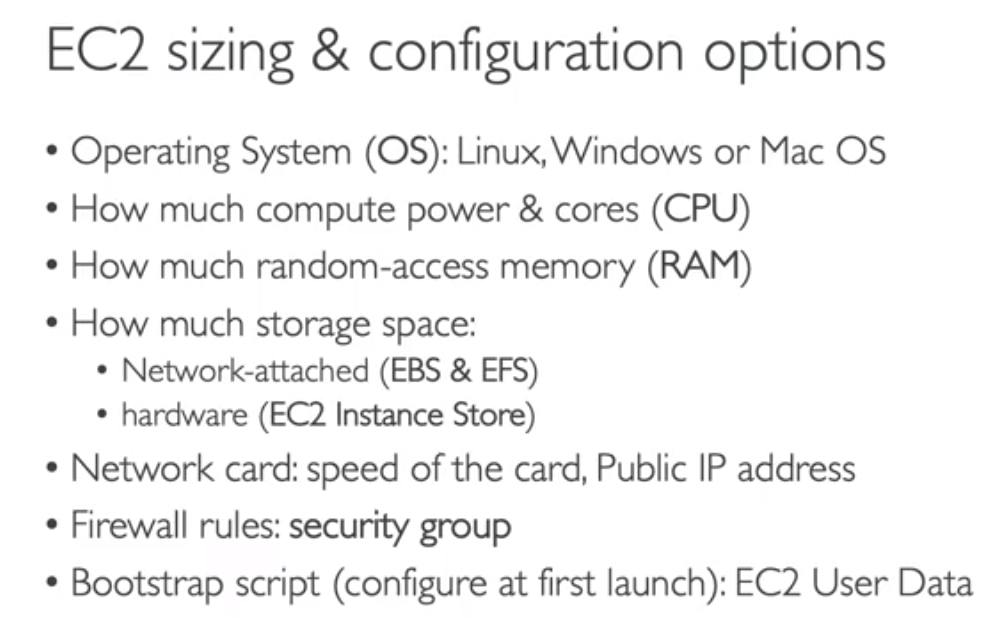 EC2 sizing & configuration options
• Operating System (OS): Linux, Windows or Mac OS
• How much compute power & cores (CPU)
• How much random-access memory (RAM)
• How much storage space:
• Network-attached (EBS & EFS)
• hardware (EC2 Instance Store)
• Network card: speed of the card, Public IP address
• Firewall rules: security group
• Bootstrap script (configure at first launch): EC2 User Data